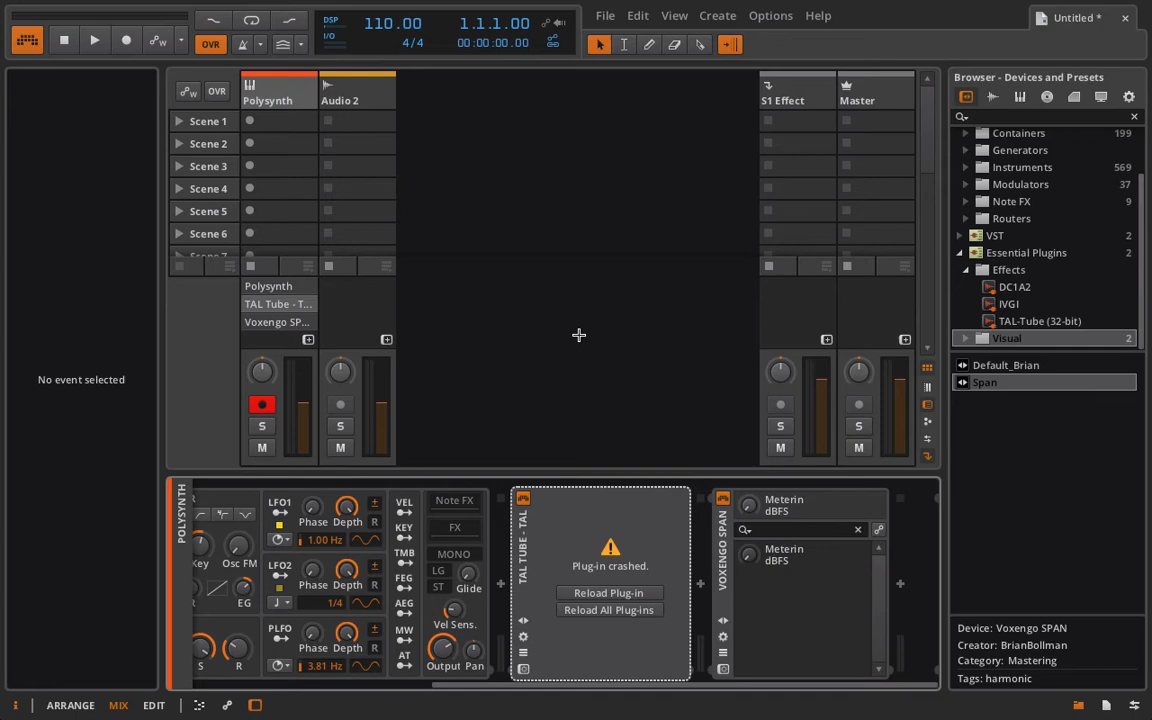 File Edit View Create Options Help
Untitled *
DSP
I/O
110.00
4/4
1.1.1.00
00:00:00.00
OVR
OVR
Polysynth
Audio 2
S1 Effect
Master
Scene 1
Scene 2
Scene 3
Scene 4
Scene 5
Scene 6
Polysynth
TAL Tube - T...
Voxengo SP...
S
M
S
M
S
M
S
M
No event selected
Browser - Devices and Presets
Containers 199
Generators
Instruments 569
Modulators 37
Note FX 9
Routers
VST 2
Essential Plugins 2
Effects
DC1A2
IVGI
TAL-Tube (32-bit)
Visual 2
Default_Brian
Span
Device: Voxengo SPAN
Creator: BrianBollman
Category: Mastering
Tags: harmonic
POLYSYNTH
Key
Osc FM
EG
S
R
LFO1
Phase Depth
±
R
1.00 Hz
LFO2
Phase Depth
±
R
1/4
PLFO
Phase Depth
±
R
3.81 Hz
VEL
KEY
TMB
FEG
AEG
MW
AT
Note FX
FX
MONO
LG
ST
Glide
Vel Sens.
Output Pan
TAL TUBE - TAL
Plug-in crashed.
Reload Plug-in
Reload All Plug-ins
VOXENGO SPAN
Meterin
dBFS
Meterin
dBFS
i
ARRANGE MIX EDIT